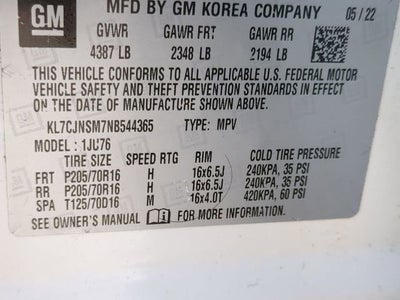 GM
MFD BY GM KOREA COMPANY 05/22
GVWR GAWR FRT GAWR RR
4387 LB 2348 LB 2194 LB
THIS VEHICLE CONFORMS TO ALL APPLICABLE U.S. FEDERAL MOTOR
VEHICLE SAFETY AND THEFT PREVENTION STANDARDS IN EFFECT
ON THE DATE OF MANUFACTURE SHOWN ABOVE.
KL7CJNSM7NB544365 TYPE: MPV
MODEL :1JU76
TIRE SIZE SPEED RTG RIM COLD TIRE PRESSURE
FRT P205/70R16 H 16x6.5J 240KPA, 35 PSI
RR P205/70R16 H 16x6.5J 240KPA, 35 PSI
SPA T125/70D16 M 16x4.0T 420KPA, 60 PSI
SEE OWNER'S MANUAL FOR MORE INFORMATION